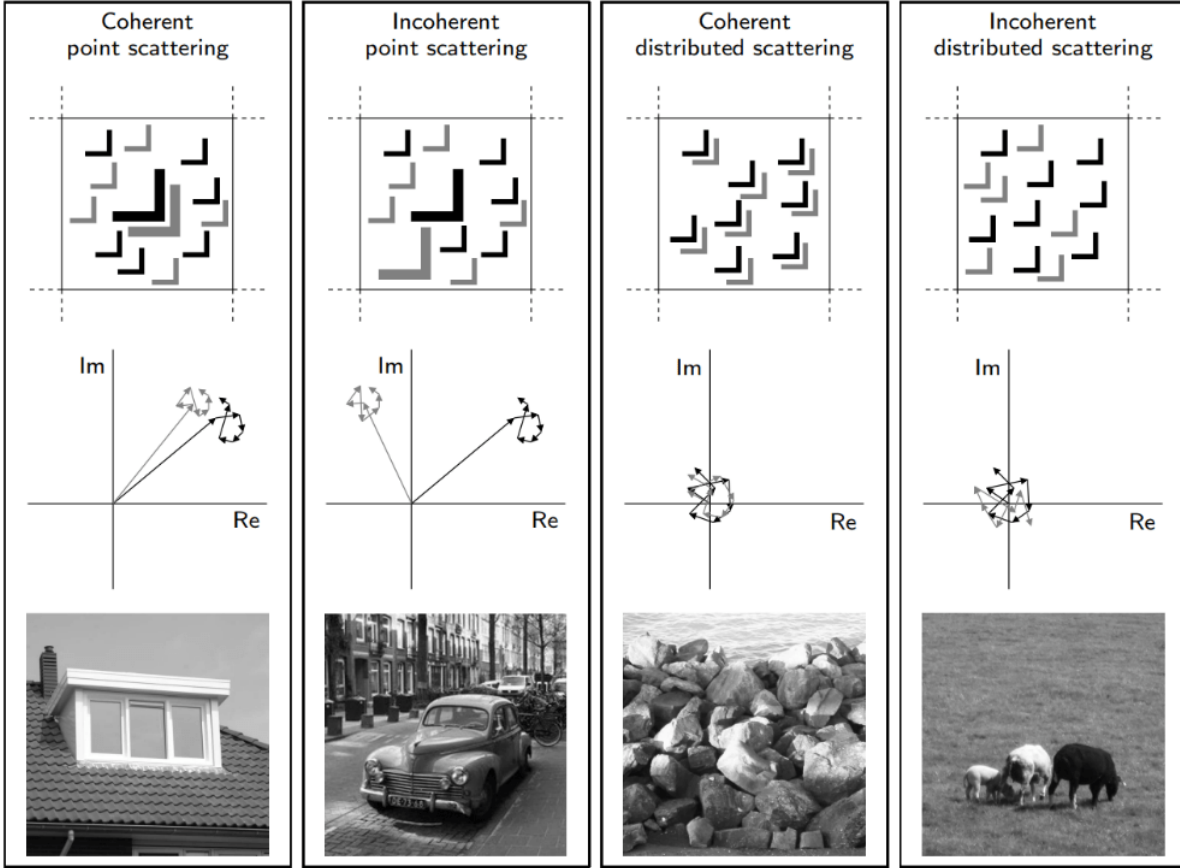 Coherent
point scattering
Incoherent
point scattering
Coherent
distributed scattering
Incoherent
distributed scattering
Im
Re
Im
Re
Im
Re
Im
Re